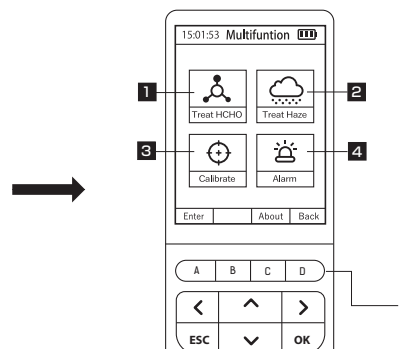 15:01:53 Multifuntion
1 Treat HCHO Treat Haze 2
3 Calibrate Alarm 4
Enter About Back
A B C D
ESC OK